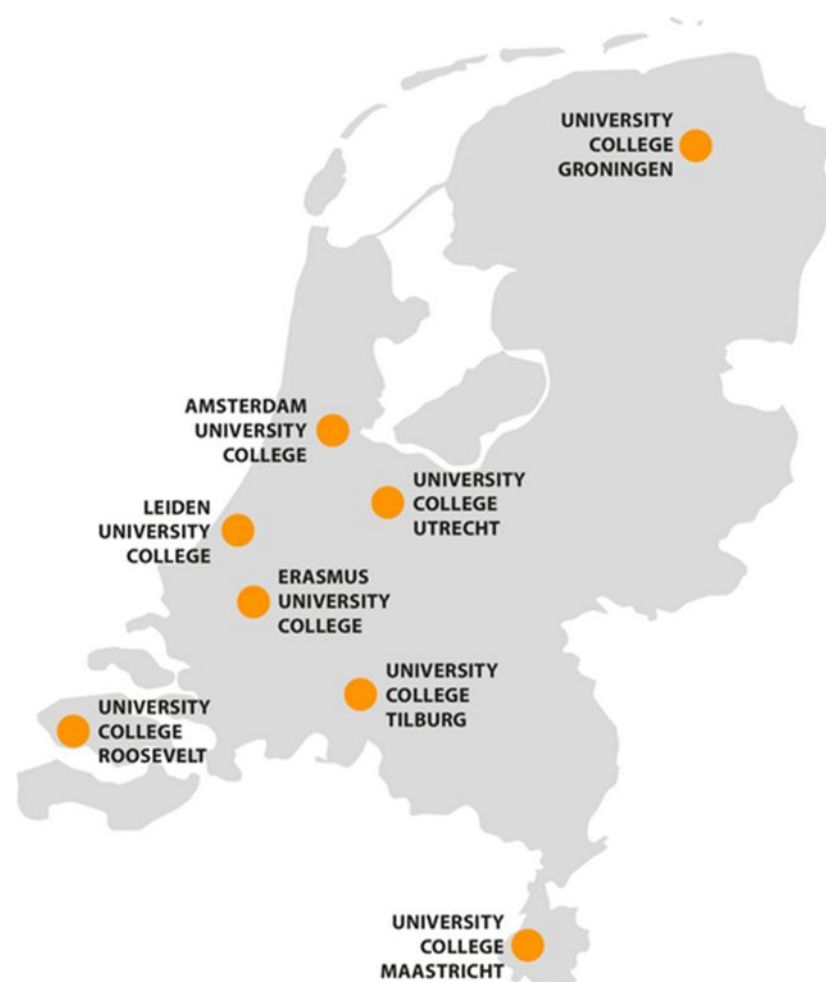 UNIVERSITY
COLLEGE
GRONINGEN
AMSTERDAM
UNIVERSITY
COLLEGE
UNIVERSITY
COLLEGE
UTRECHT
LEIDEN
UNIVERSITY
COLLEGE
ERASMUS
UNIVERSITY
COLLEGE
UNIVERSITY
COLLEGE
TILBURG
UNIVERSITY
COLLEGE
ROOSEVELT
UNIVERSITY
COLLEGE
MAASTRICHT